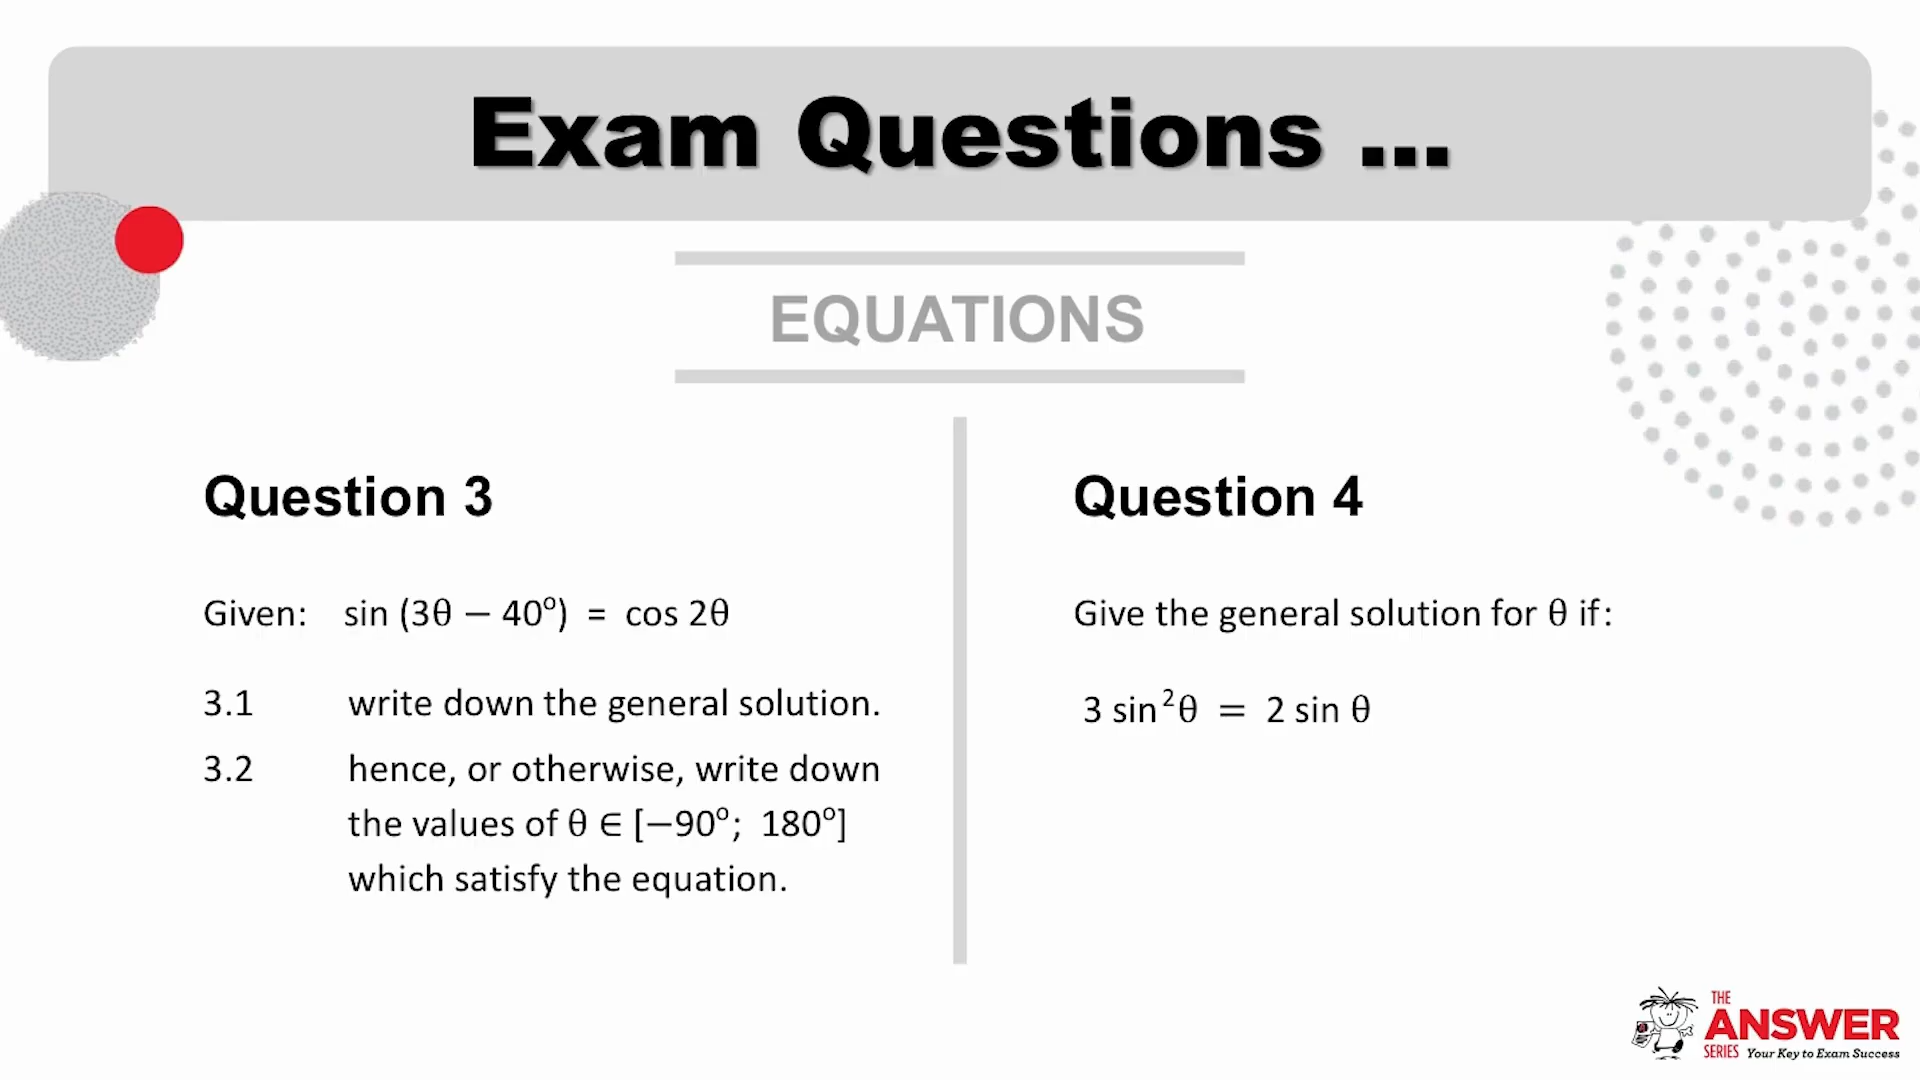 Exam Questions ...
EQUATIONS
Question 3
Given: sin (3θ − 40°) = cos 2θ
3.1 write down the general solution.
3.2 hence, or otherwise, write down
the values of θ ∈ [−90°; 180°]
which satisfy the equation.
Question 4
Give the general solution for θ if:
3 sin²θ = 2 sin θ
THE
ANSWER
SERIES Your Key to Exam Success